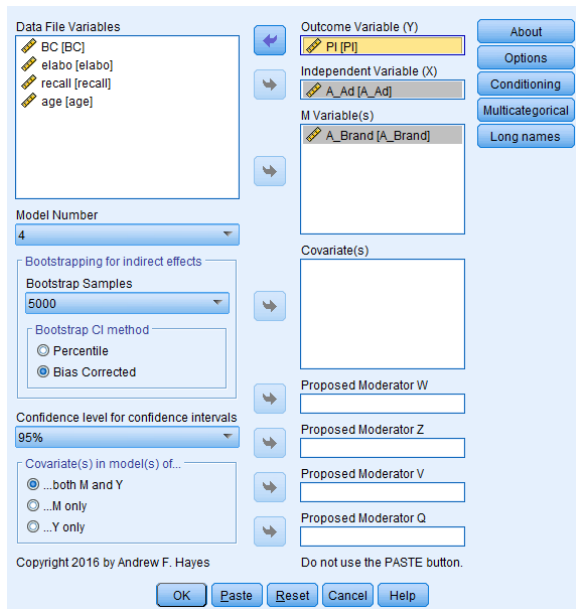 Data File Variables
BC [BC]
elabo [elabo]
recall [recall]
age [age]
Model Number
4
Bootstrapping for indirect effects
Bootstrap Samples
5000
Bootstrap CI method
Percentile
Bias Corrected
Confidence level for confidence intervals
95%
Covariate(s) in model(s) of...
...both M and Y
...M only
...Y only
Copyright 2016 by Andrew F. Hayes
Outcome Variable (Y)
PI [PI]
Independent Variable (X)
A_Ad [A_Ad]
M Variable(s)
A_Brand [A_Brand]
Covariate(s)
Proposed Moderator W
Proposed Moderator Z
Proposed Moderator V
Proposed Moderator Q
Do not use the PASTE button.
About
Options
Conditioning
Multicategorical
Long names
OK
Paste
Reset
Cancel
Help